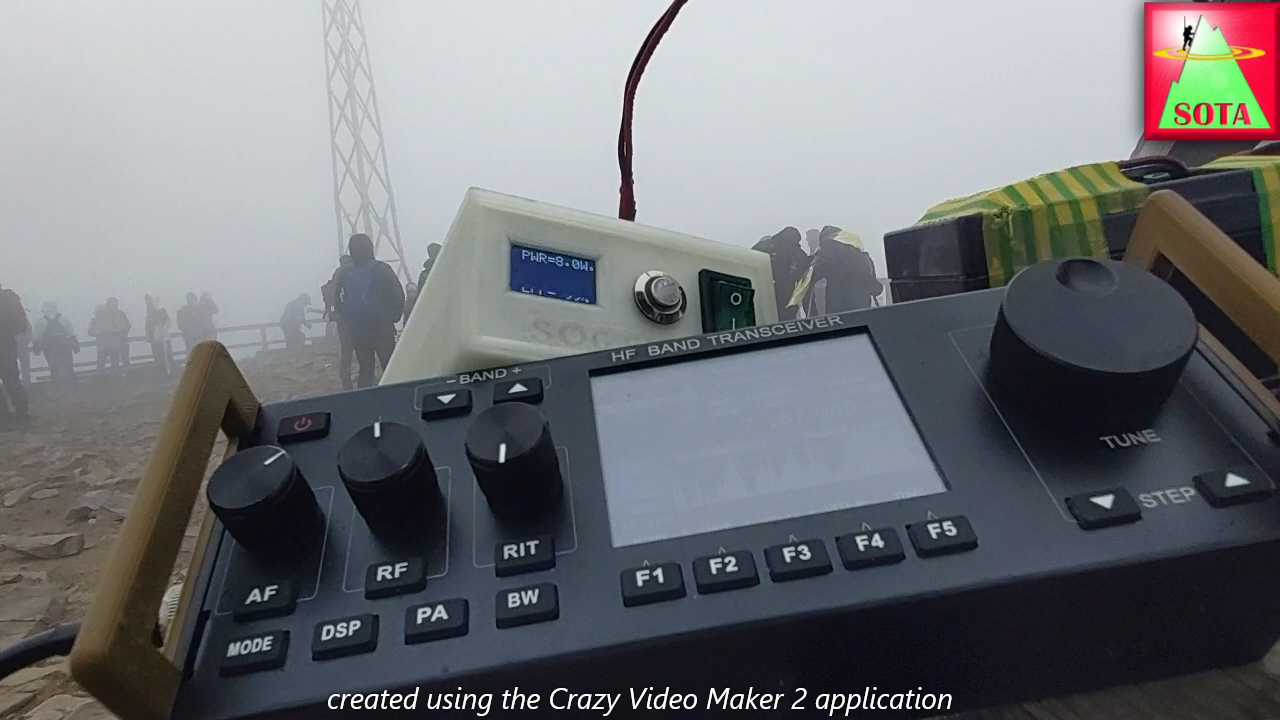 SOTA
PWR=8.0W.
HF BAND TRANSCEIVER
- BAND +
TUNE
STEP
F1 F2 F3 F4 F5
RIT
RF
AF
BW
PA
DSP
MODE
created using the Crazy Video Maker 2 application